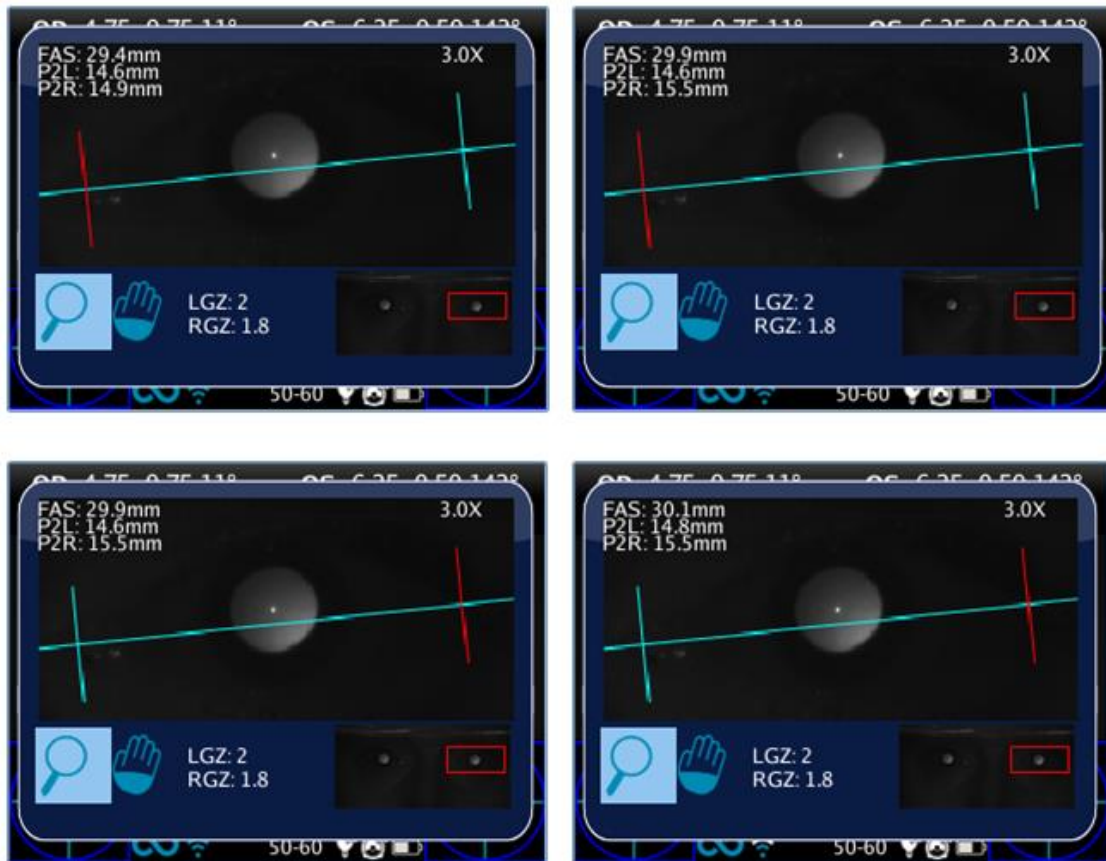 FAS: 29.4mm 3.0X
P2L: 14.6mm
P2R: 14.9mm
LGZ: 2
RGZ: 1.8
50-60
FAS: 29.9mm 3.0X
P2L: 14.6mm
P2R: 15.5mm
LGZ: 2
RGZ: 1.8
50-60
FAS: 29.9mm 3.0X
P2L: 14.6mm
P2R: 15.5mm
LGZ: 2
RGZ: 1.8
50-60
FAS: 30.1mm 3.0X
P2L: 14.8mm
P2R: 15.5mm
LGZ: 2
RGZ: 1.8
50-60